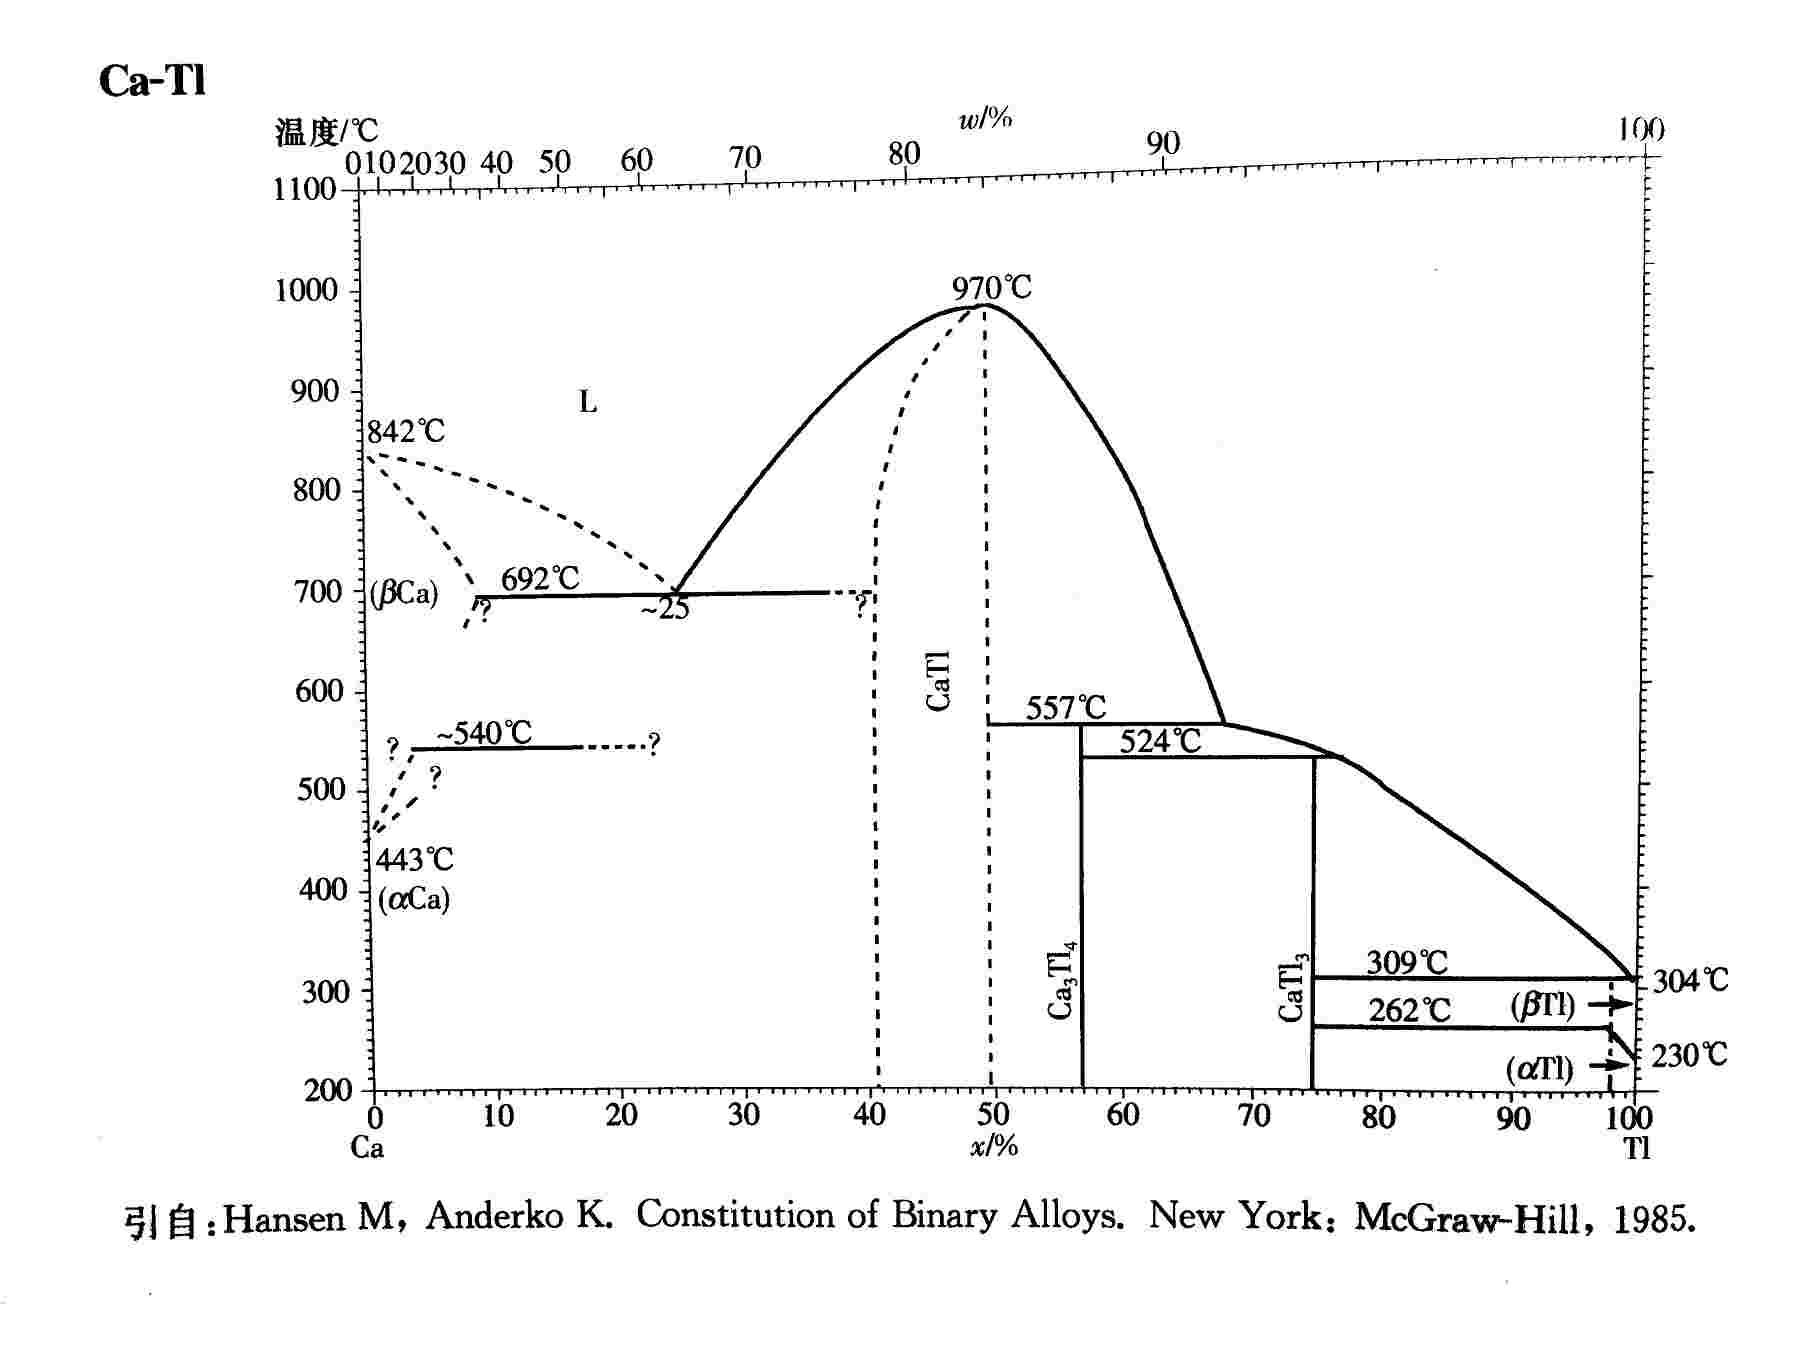 Ca-Tl
温度/℃
w/%
0 10 20 30 40 50 60 70 80 90 100
1100
1000
970℃
900
L
842℃
800
700
(βCa)
692℃
?
~25
?
CaTl
600
557℃
?
~540℃
?
524℃
500
?
443℃
400
(αCa)
Ca₃Tl₄
CaTl₃
309℃
304℃
300
(βTl)
262℃
(αTl)
230℃
200
0 10 20 30 40 50 60 70 80 90 100
Ca
x/%
Tl
引自:Hansen M, Anderko K. Constitution of Binary Alloys. New York: McGraw-Hill, 1985.